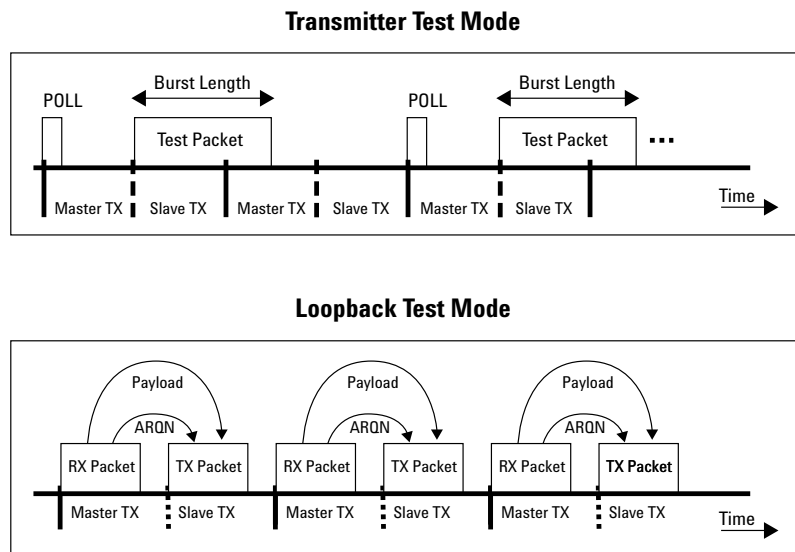 Transmitter Test Mode
Burst Length
Burst Length
POLL
POLL
Test Packet
Test Packet
...
Master TX
Slave TX
Master TX
Slave TX
Master TX
Slave TX
Time
Loopback Test Mode
Payload
Payload
Payload
ARQN
ARQN
ARQN
RX Packet
TX Packet
RX Packet
TX Packet
RX Packet
TX Packet
Master TX
Slave TX
Master TX
Slave TX
Master TX
Slave TX
Time